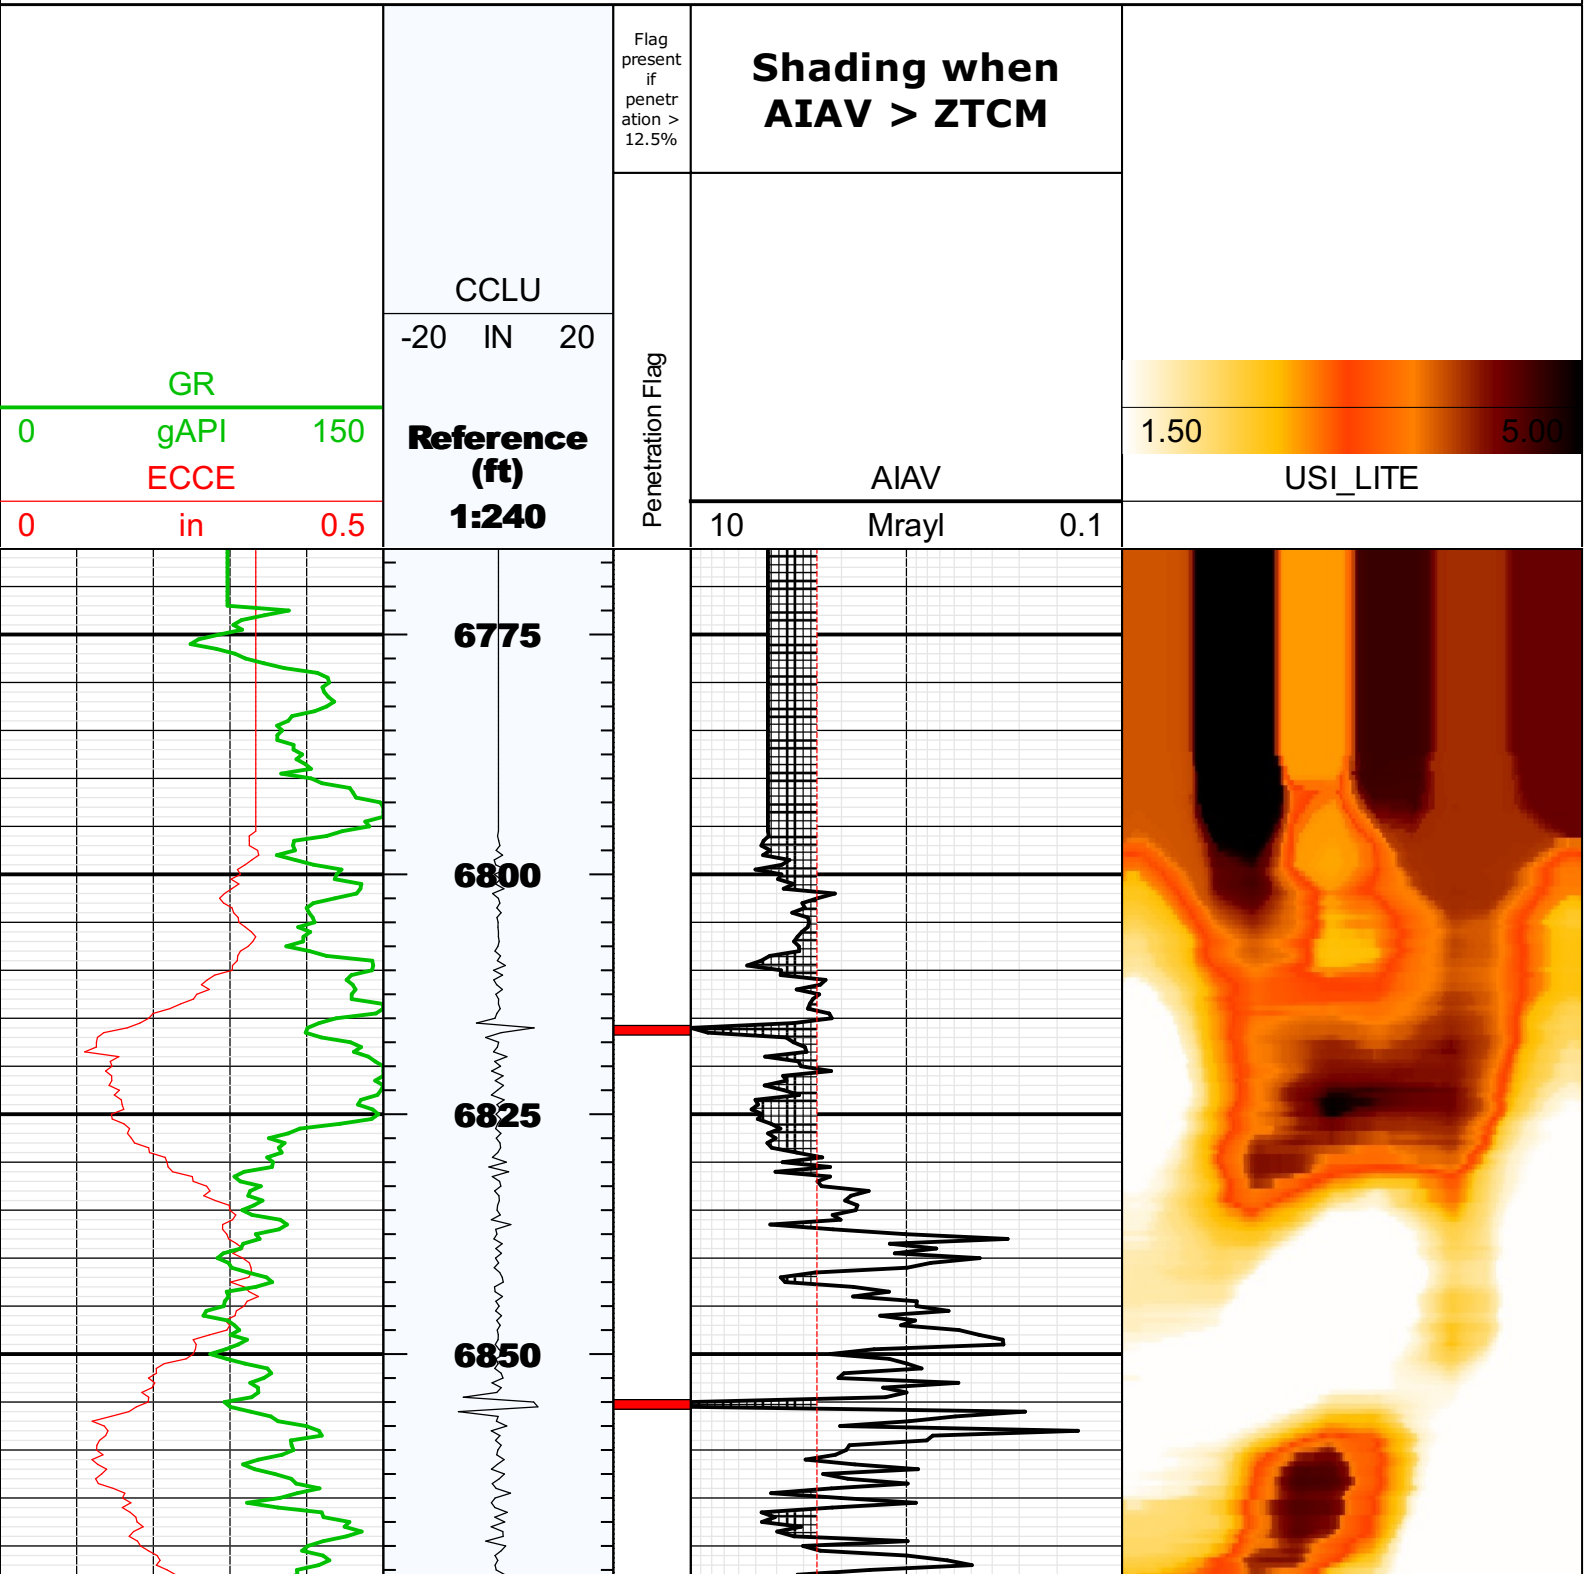 Flag
present
if
penetr
ation >
12.5%
Shading when
AIAV > ZTCM
CCLU
-20 IN 20
GR
0 gAPI 150
ECCE
0 in 0.5
Reference
(ft)
1:240
Penetration Flag
AIAV
10 Mrayl 0.1
1.50 5.00
USI_LITE
6775
6800
6825
6850